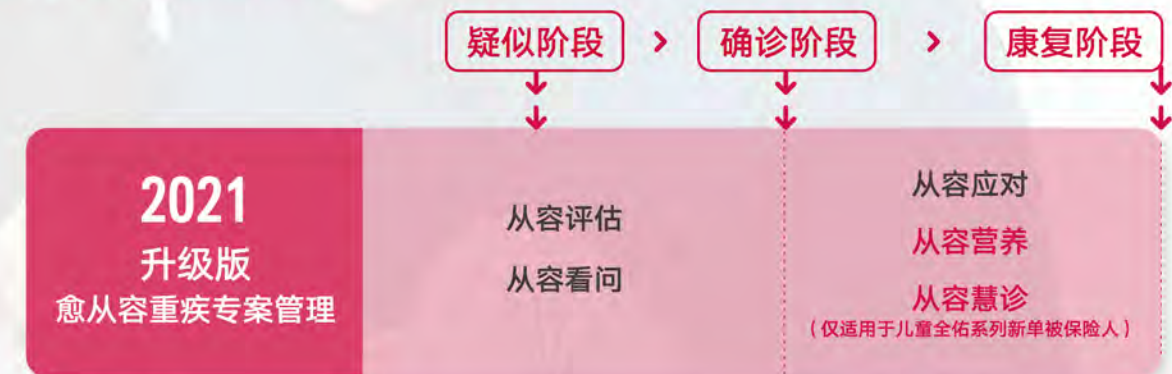 疑似阶段 > 确诊阶段 > 康复阶段
2021
升级版
愈从容重疾专案管理
从容评估
从容看问
从容应对
从容营养
从容慧诊
(仅适用于儿童全佑系列新单被保险人)